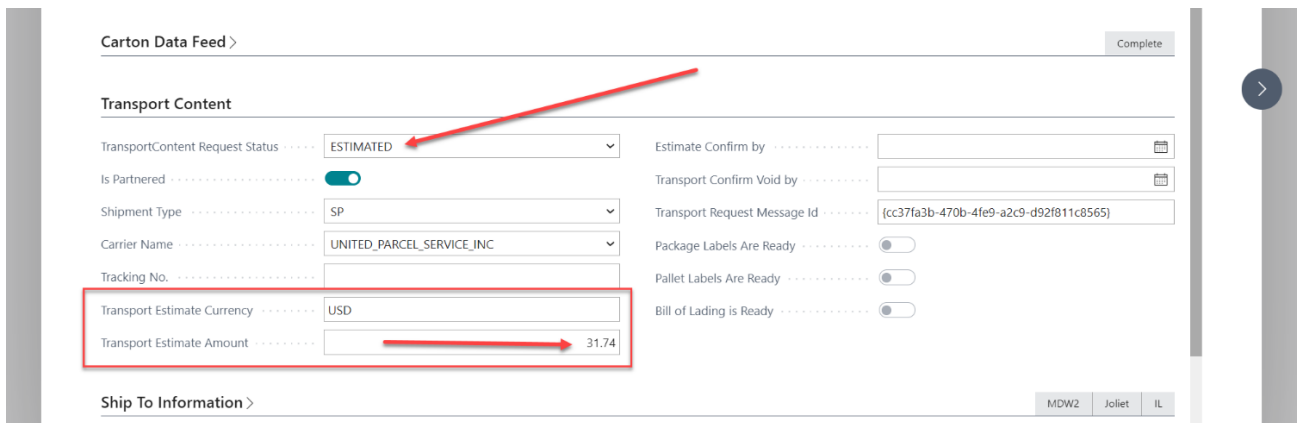 Carton Data Feed
Complete
Transport Content
TransportContent Request Status ESTIMATED
Is Partnered
Shipment Type SP
Carrier Name UNITED_PARCEL_SERVICE_INC
Tracking No.
Transport Estimate Currency USD
Transport Estimate Amount 31.74
Estimate Confirm by
Transport Confirm Void by
Transport Request Message Id {cc37fa3b-470b-4fe9-a2c9-d92f811c8565}
Package Labels Are Ready
Pallet Labels Are Ready
Bill of Lading is Ready
Ship To Information
MDW2 Joliet IL